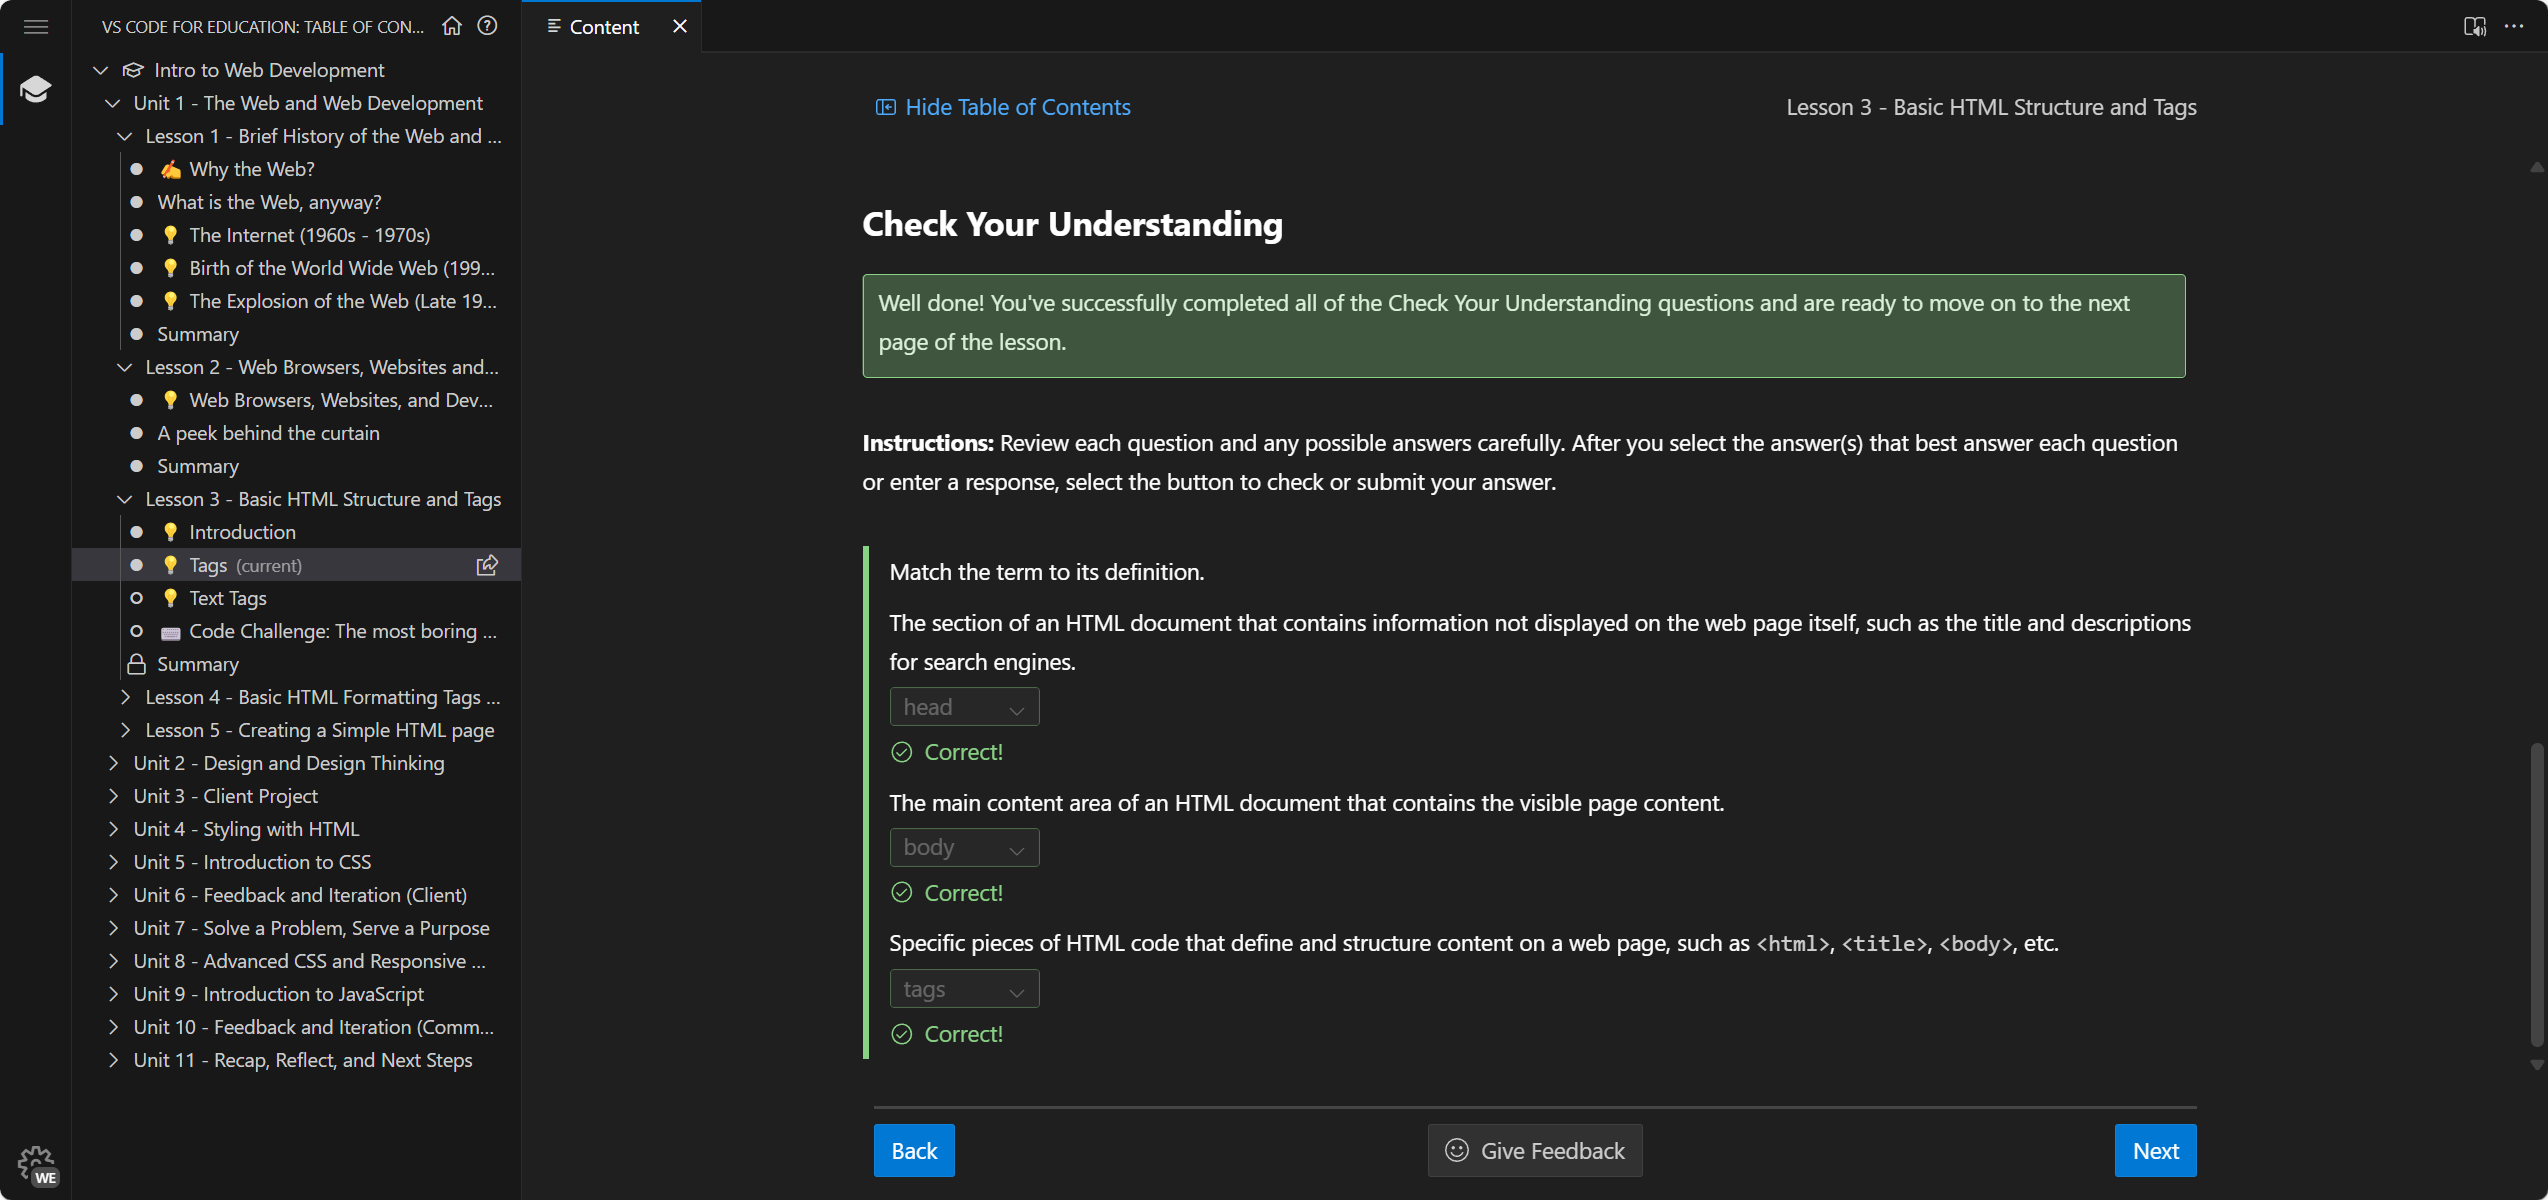 VS CODE FOR EDUCATION: TABLE OF CON...
Intro to Web Development
Unit 1 - The Web and Web Development
Lesson 1 - Brief History of the Web and ...
Why the Web?
What is the Web, anyway?
The Internet (1960s - 1970s)
Birth of the World Wide Web (199...
The Explosion of the Web (Late 19...
Summary
Lesson 2 - Web Browsers, Websites and...
Web Browsers, Websites, and Dev...
A peek behind the curtain
Summary
Lesson 3 - Basic HTML Structure and Tags
Introduction
Tags (current)
Text Tags
Code Challenge: The most boring ...
Summary
Lesson 4 - Basic HTML Formatting Tags ...
Lesson 5 - Creating a Simple HTML page
Unit 2 - Design and Design Thinking
Unit 3 - Client Project
Unit 4 - Styling with HTML
Unit 5 - Introduction to CSS
Unit 6 - Feedback and Iteration (Client)
Unit 7 - Solve a Problem, Serve a Purpose
Unit 8 - Advanced CSS and Responsive ...
Unit 9 - Introduction to JavaScript
Unit 10 - Feedback and Iteration (Comm...
Unit 11 - Recap, Reflect, and Next Steps
WE
Content
Hide Table of Contents
Lesson 3 - Basic HTML Structure and Tags
Check Your Understanding
Well done! You've successfully completed all of the Check Your Understanding questions and are ready to move on to the next
page of the lesson.
Instructions: Review each question and any possible answers carefully. After you select the answer(s) that best answer each question
or enter a response, select the button to check or submit your answer.
Match the term to its definition.
The section of an HTML document that contains information not displayed on the web page itself, such as the title and descriptions
for search engines.
head
Correct!
The main content area of an HTML document that contains the visible page content.
body
Correct!
Specific pieces of HTML code that define and structure content on a web page, such as <html>, <title>, <body>, etc.
tags
Correct!
Back
Give Feedback
Next